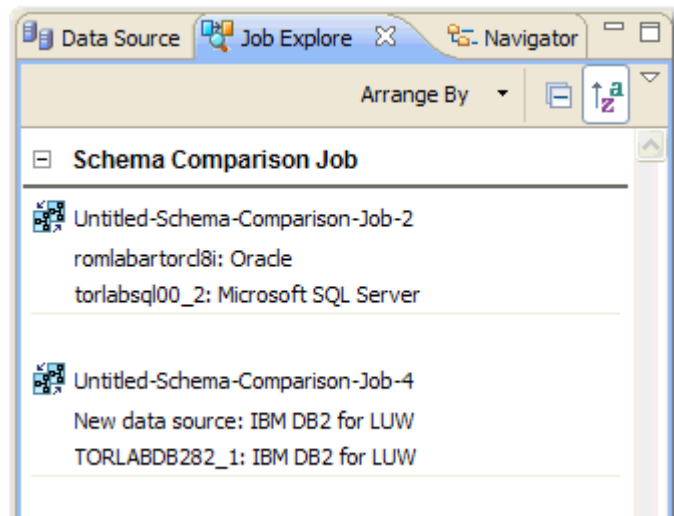 Data Source Job Explore Navigator
Arrange By
Schema Comparison Job
Untitled-Schema-Comparison-Job-2
romlabartorcl8i: Oracle
torlabsql00_2: Microsoft SQL Server
Untitled-Schema-Comparison-Job-4
New data source: IBM DB2 for LUW
TORLABDB282_1: IBM DB2 for LUW